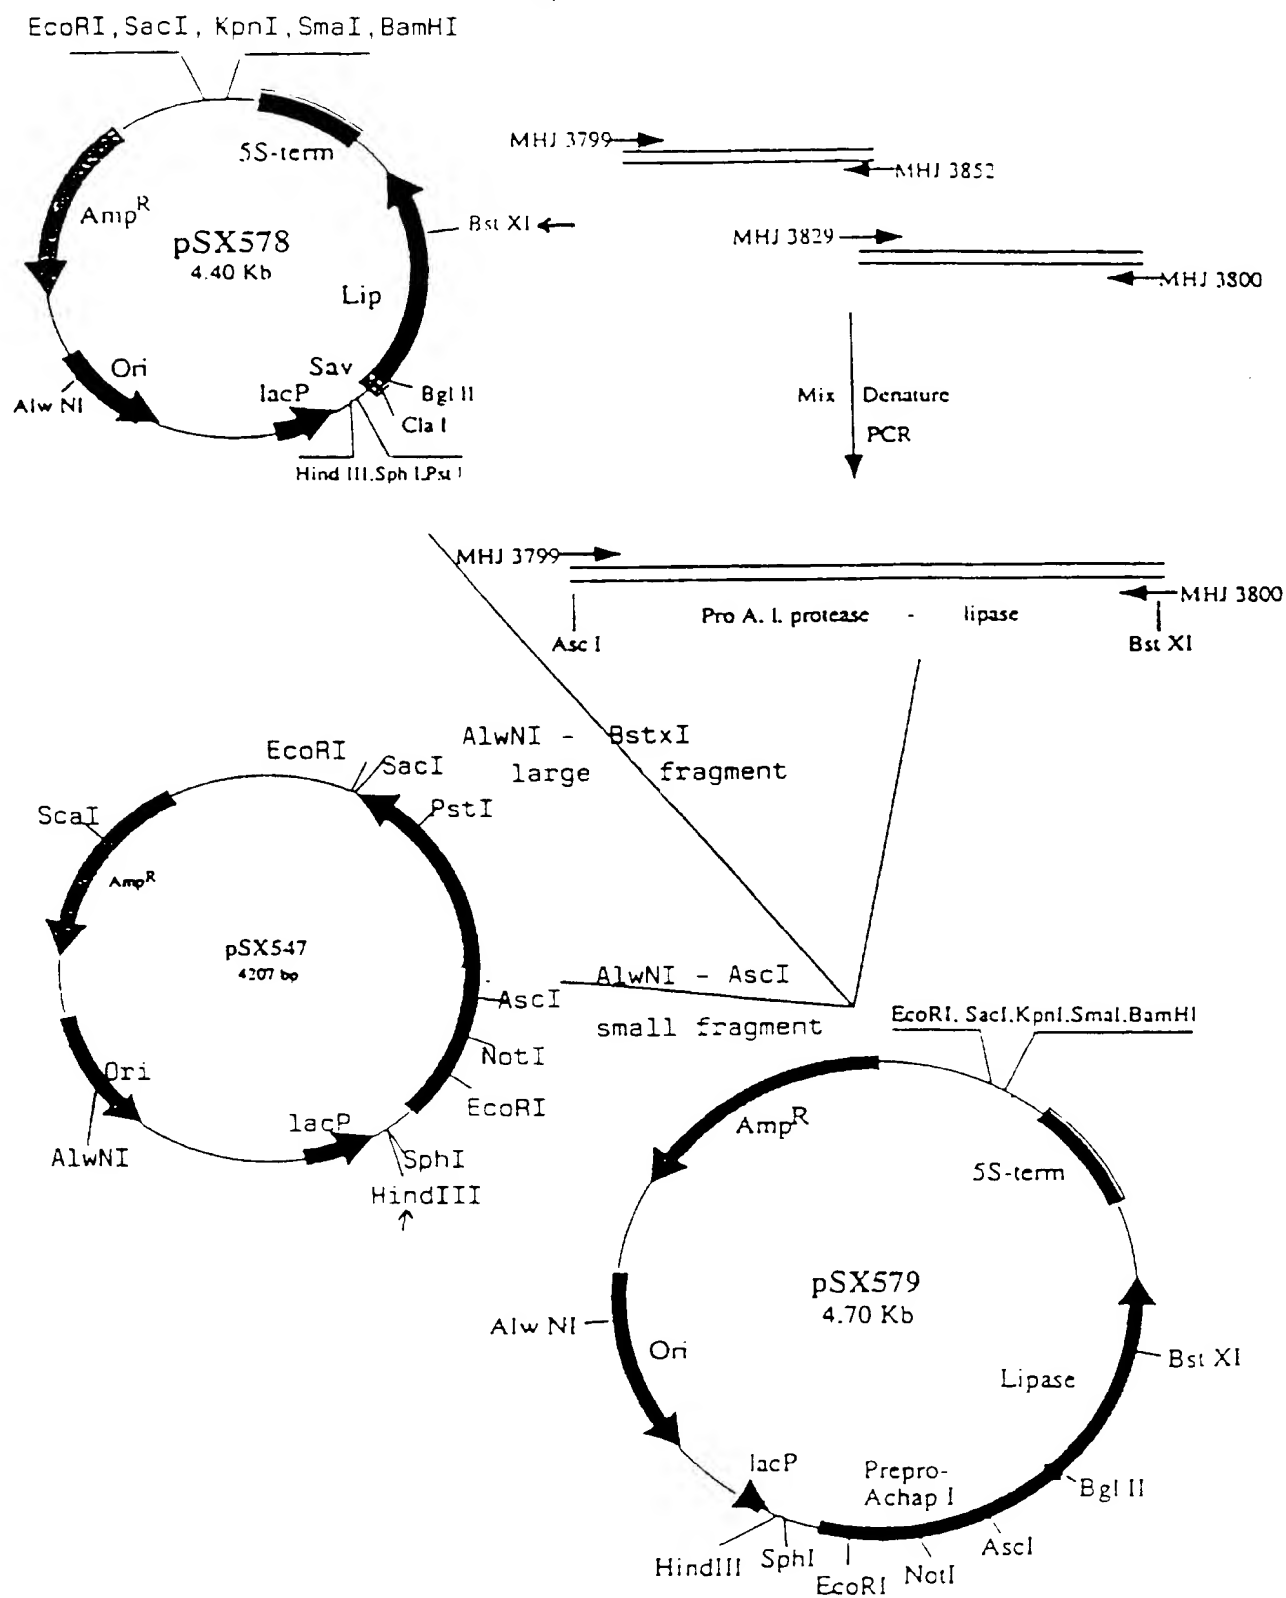 EcoRI,SacI, KpnI,SmaI,BamHI
5S-term
AmpR
pSX578
4.40 Kb
Bst XI
Lip
Sav
Ori
lacP
Bgl II
Alw NI
Cla I
Hind III.Sph I.Pst I
MHJ 3799
MHJ 3852
MHJ 3829
MHJ 3800
Mix
Denature
PCR
MHJ 3799
MHJ 3800
Pro A. l. protease - lipase
Asc I
Bst XI
AlwNI - BstxI
large fragment
EcoRI
SacI
PstI
ScaI
AmpR
pSX547
4207 bp
AscI
NotI
EcoRI
Ori
lacP
AlwNI
SphI
HindIII
AlwNI - AscI
small fragment
EcoRI. SacI.KpnI.SmaI.BamHI
AmpR
5S-term
pSX579
4.70 Kb
Alw NI
Ori
Bst XI
Lipase
lacP
Prepro-
Achap I
Bgl II
AscI
HindIII
SphI
EcoRI
NotI